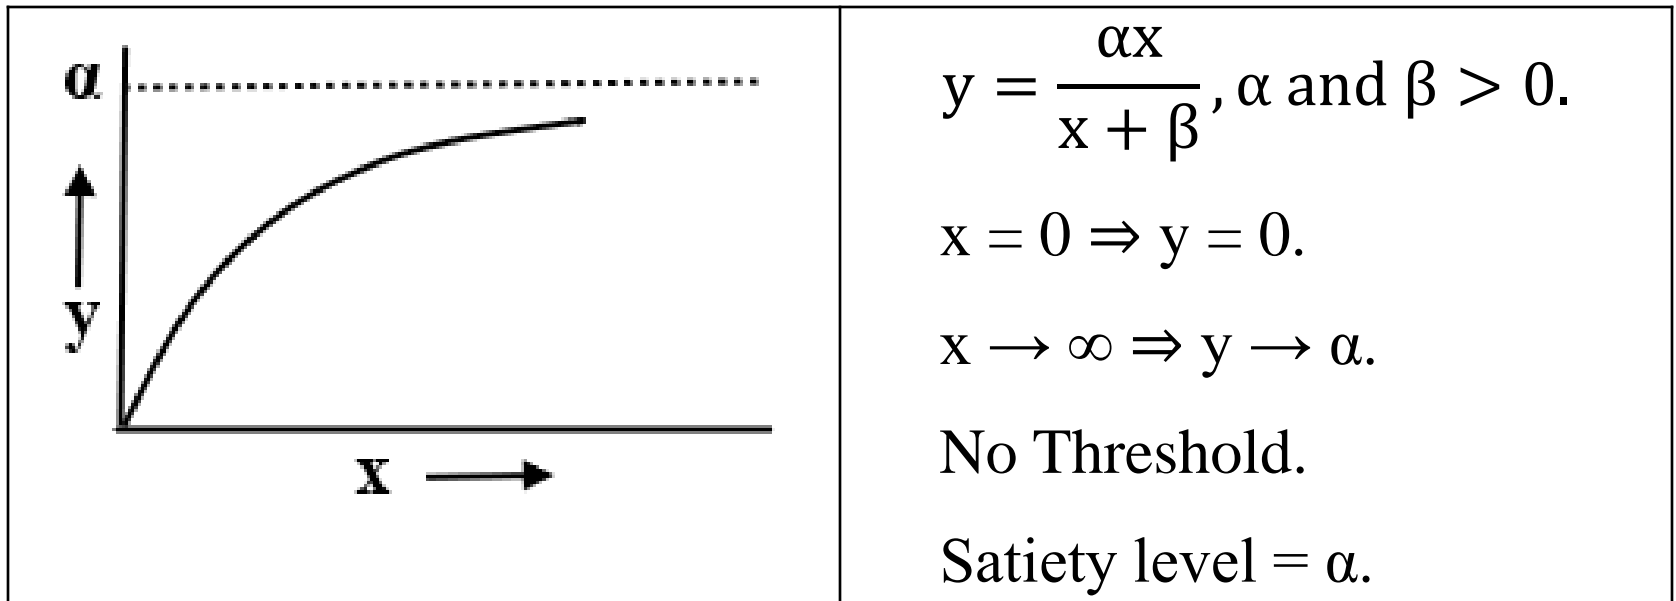 α
y
x
y = αx / (x + β), α and β > 0.
x = 0 ⇒ y = 0.
x → ∞ ⇒ y → α.
No Threshold.
Satiety level = α.